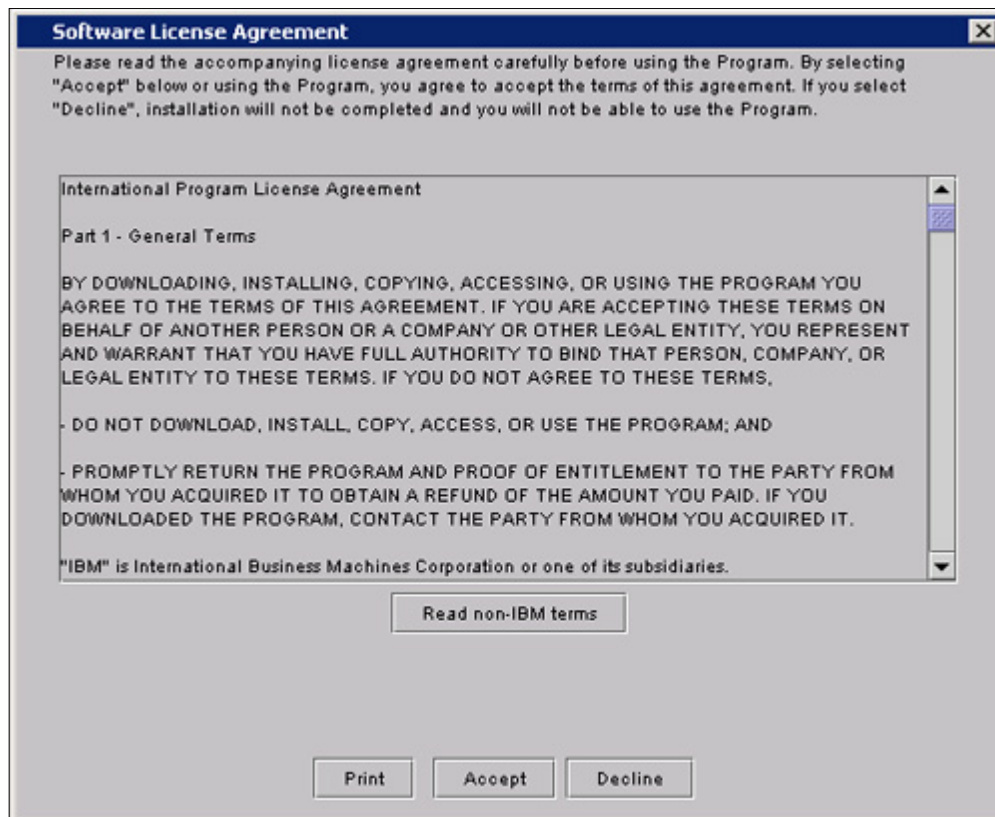 Software License Agreement
Please read the accompanying license agreement carefully before using the Program. By selecting
"Accept" below or using the Program, you agree to accept the terms of this agreement. If you select
"Decline", installation will not be completed and you will not be able to use the Program.
International Program License Agreement
Part 1 - General Terms
BY DOWNLOADING, INSTALLING, COPYING, ACCESSING, OR USING THE PROGRAM YOU
AGREE TO THE TERMS OF THIS AGREEMENT. IF YOU ARE ACCEPTING THESE TERMS ON
BEHALF OF ANOTHER PERSON OR A COMPANY OR OTHER LEGAL ENTITY, YOU REPRESENT
AND WARRANT THAT YOU HAVE FULL AUTHORITY TO BIND THAT PERSON, COMPANY, OR
LEGAL ENTITY TO THESE TERMS. IF YOU DO NOT AGREE TO THESE TERMS,
- DO NOT DOWNLOAD, INSTALL, COPY, ACCESS, OR USE THE PROGRAM; AND
- PROMPTLY RETURN THE PROGRAM AND PROOF OF ENTITLEMENT TO THE PARTY FROM
WHOM YOU ACQUIRED IT TO OBTAIN A REFUND OF THE AMOUNT YOU PAID. IF YOU
DOWNLOADED THE PROGRAM, CONTACT THE PARTY FROM WHOM YOU ACQUIRED IT.
"IBM" is International Business Machines Corporation or one of its subsidiaries.
Read non-IBM terms
Print Accept Decline